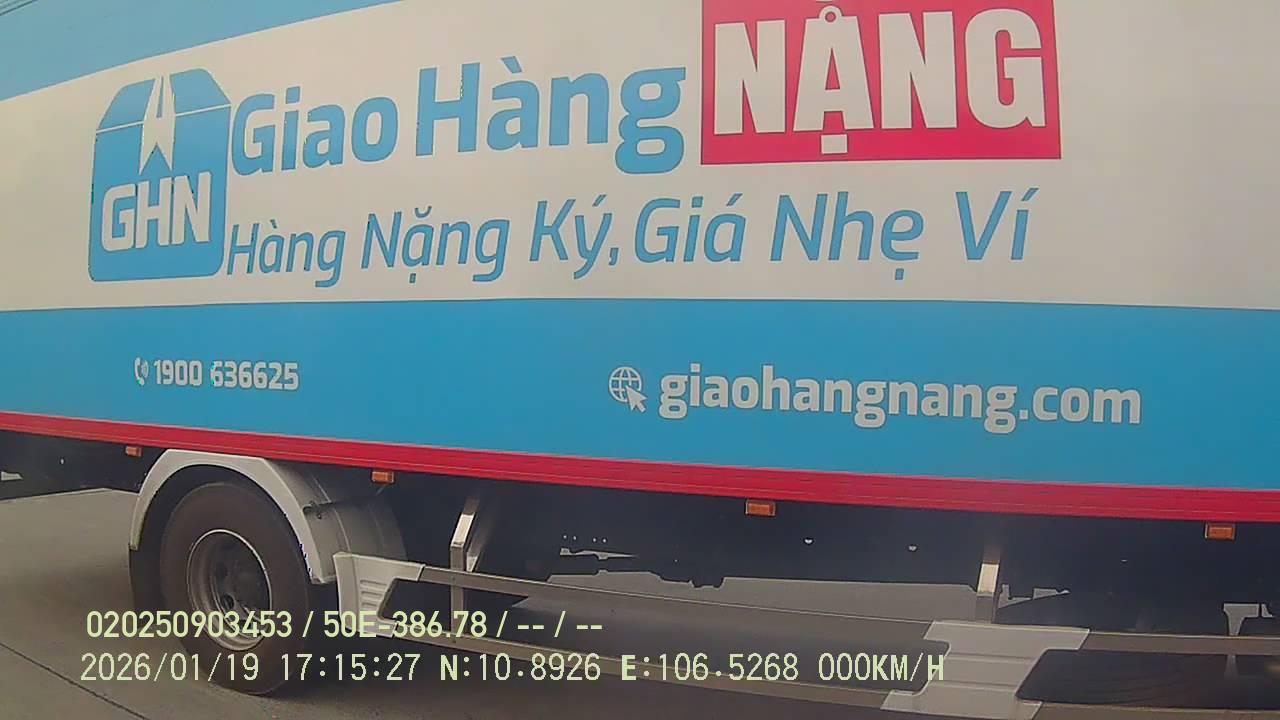 Giao Hàng NẶNG
GHN
Hàng Nặng Ký, Giá Nhẹ Ví
1900 636625
giaohangnang.com
020250903453 / 50E-386.78 / -- / --
2026/01/19 17:15:27 N:10.8926 E:106.5268 000KM/H